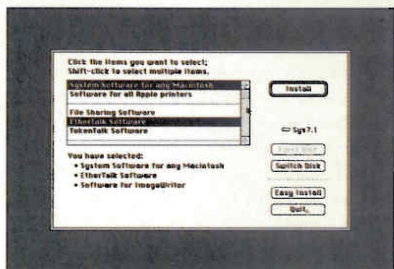 Click the items you want to select;
Shift-click to select multiple items.
System Software for any Macintosh
Software for all Apple printers
File Sharing Software
EtherTalk Software
TokenTalk Software
You have selected:
• System Software for any Macintosh
• EtherTalk Software
• Software for ImageWriter
Install
Sys7.1
Switch Disk
Easy Install
Quit